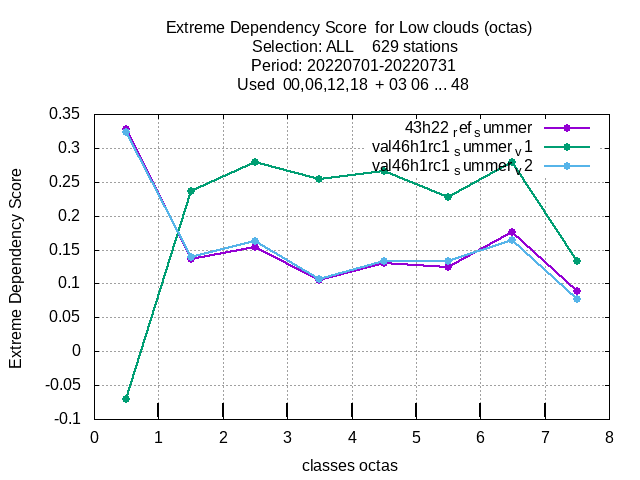 Extreme Dependency Score  for Low clouds (octas)
Selection: ALL    629 stations
Period: 20220701-20220731
Used  00,06,12,18  + 03 06 ... 48
43h22 ref summer
val46h1rc1 summer v1
val46h1rc1 summer v2
0.35
0.3
0.25
0.2
0.15
0.1
0.05
0
-0.05
-0.1
Extreme Dependency Score
0 1 2 3 4 5 6 7 8
classes octas